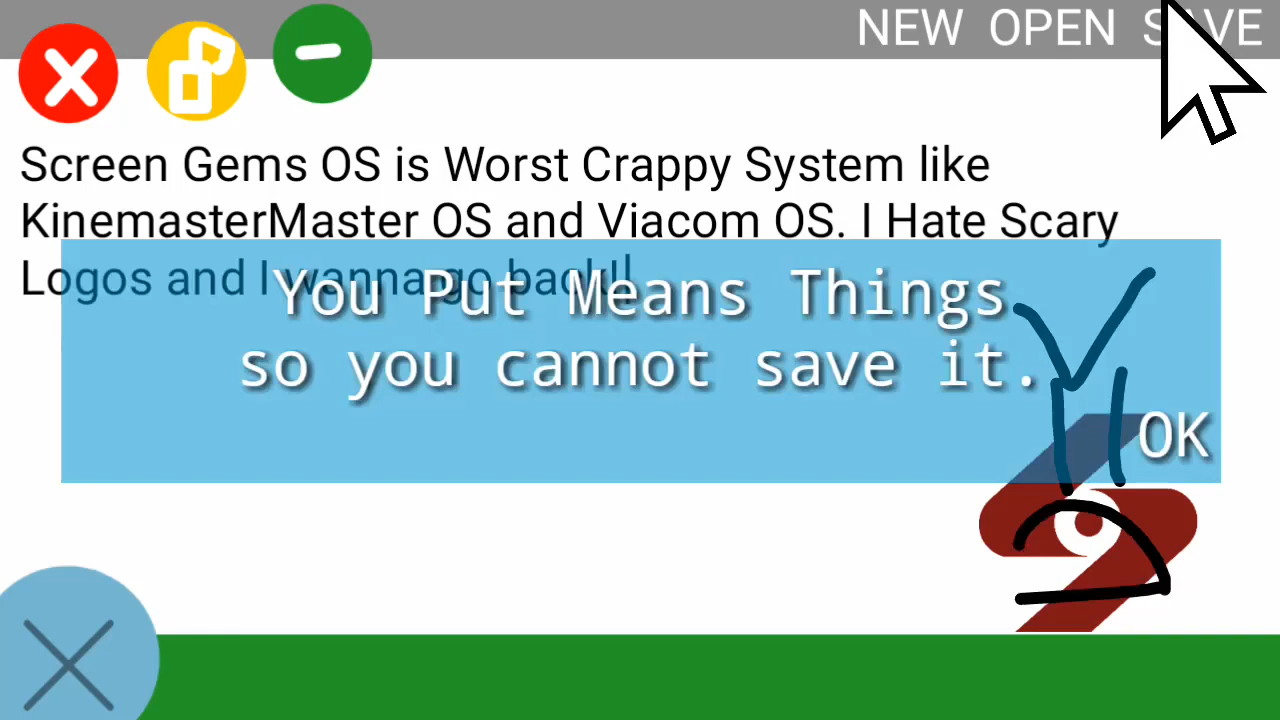 NEW OPEN SAVE
Screen Gems OS is Worst Crappy System like
KinemasterMaster OS and Viacom OS. I Hate Scary
Logos and I wanna go back!
You Put Means Things
so you cannot save it.
OK